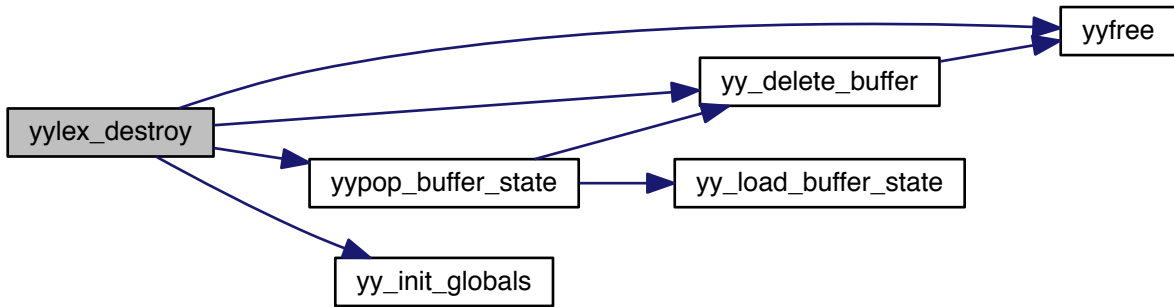 yylex_destroy
yyfree
yy_delete_buffer
yypop_buffer_state
yy_load_buffer_state
yy_init_globals